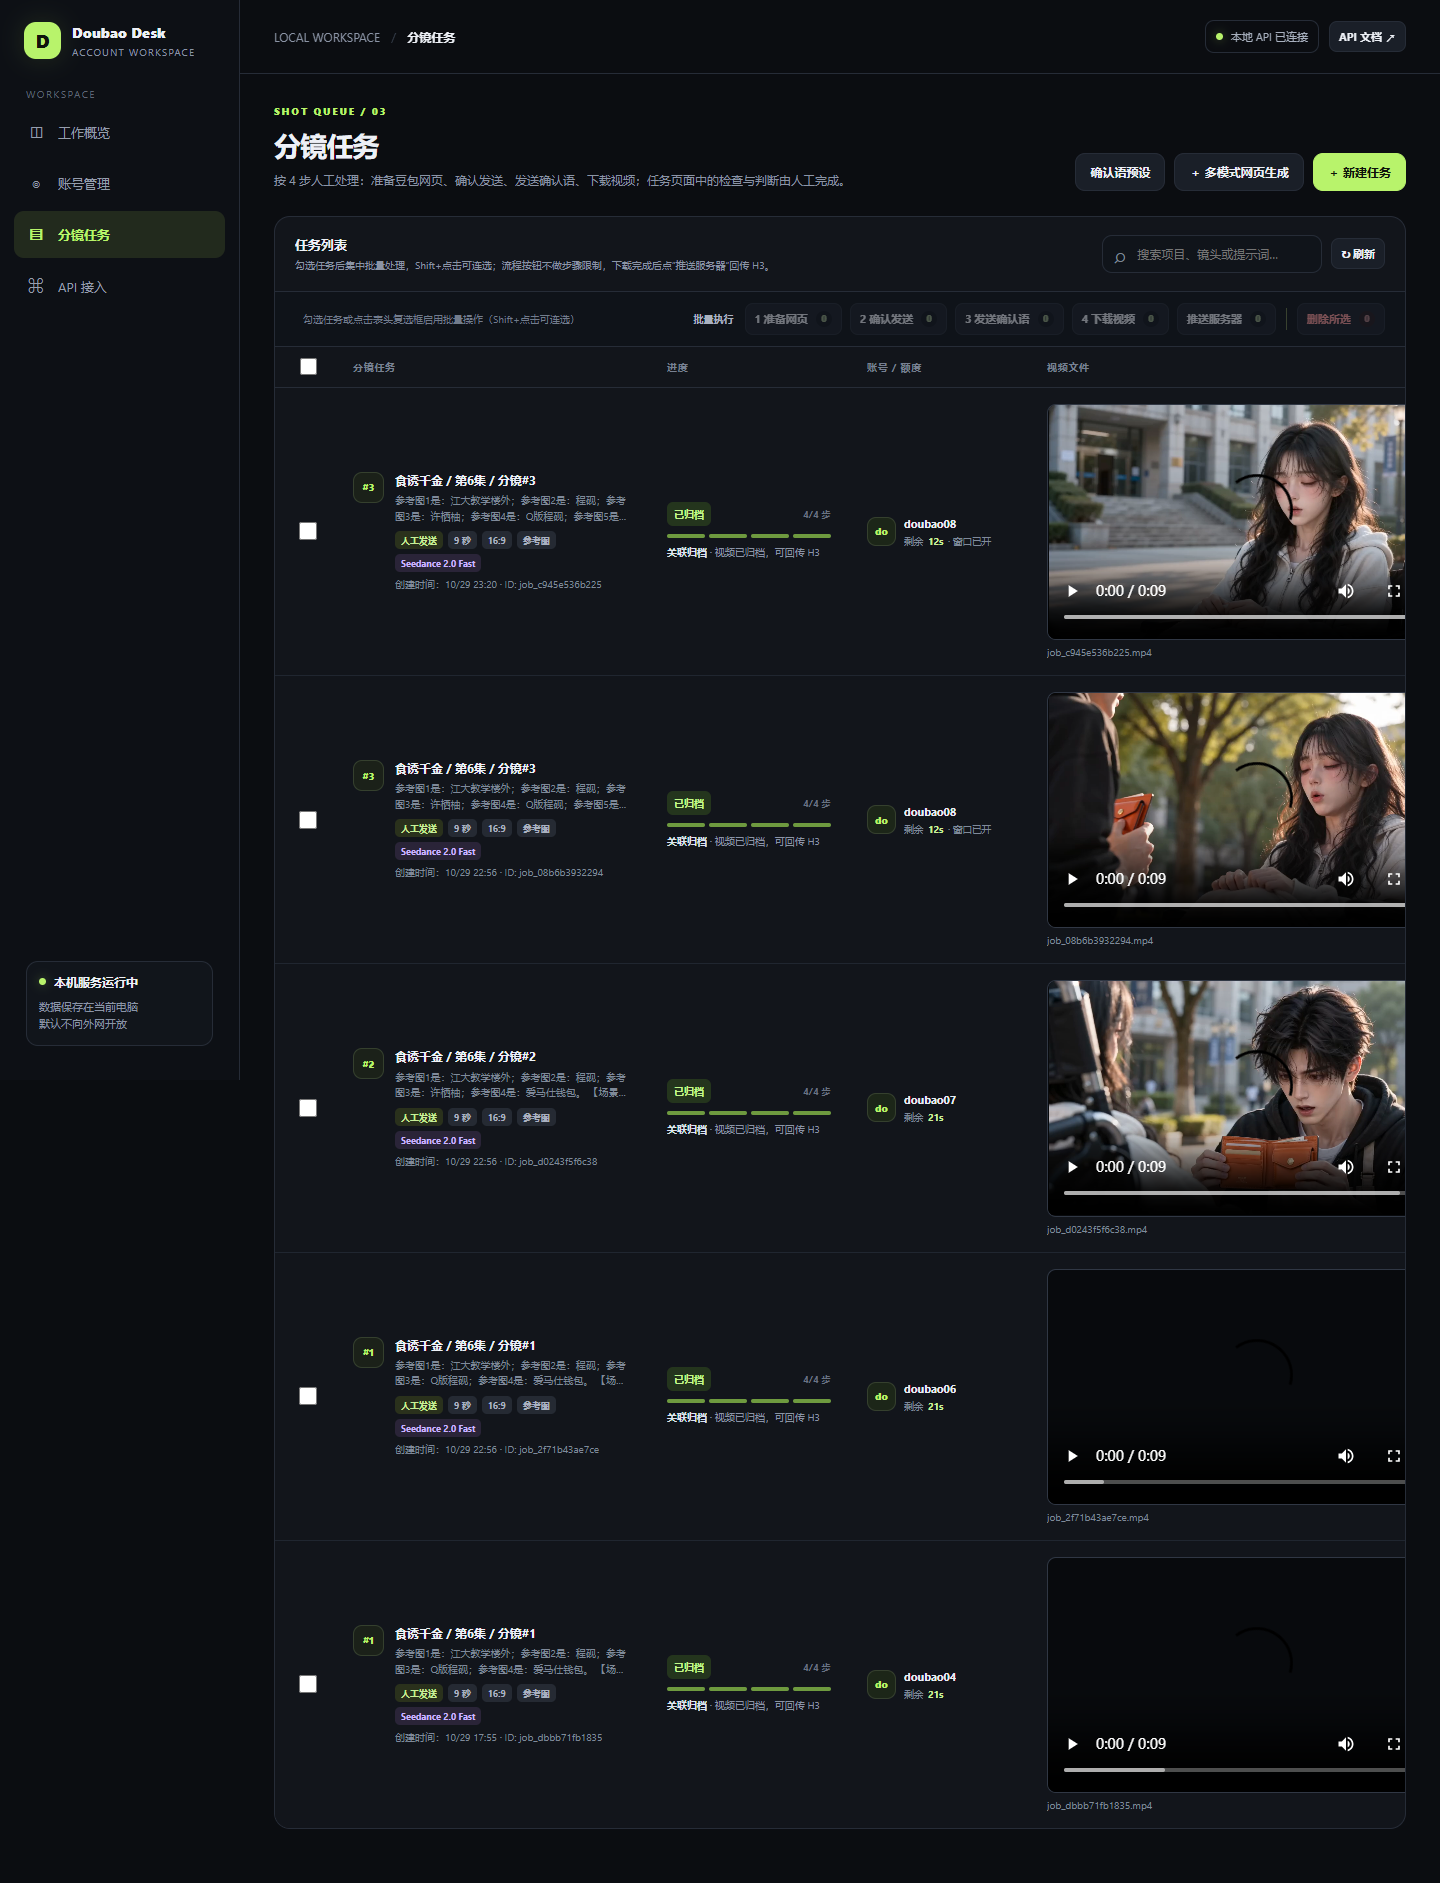 D
Doubao Desk
ACCOUNT WORKSPACE
WORKSPACE
工作概览
账号管理
分镜任务
API 接入
本机服务运行中
数据保存在当前电脑
默认不向外网开放
LOCAL WORKSPACE / 分镜任务
本地 API 已连接
API 文档 ↗
SHOT QUEUE / 03
分镜任务
按 4 步人工处理：准备豆包网页、确认发送、发送确认语、下载视频；任务页面中的检查与判断由人工完成。
确认语预设
+ 多模式网页生成
+ 新建任务
任务列表
勾选任务后集中批量处理，Shift+点击可连选；流程按钮不做步骤限制，下载完成后点“推送服务器”回传 H3。
搜索项目、镜头或提示词...
↻ 刷新
勾选任务或点击表头复选框启用批量操作（Shift+点击可连选）
批量执行
1 准备网页 0
2 确认发送 0
3 发送确认语 0
4 下载视频 0
推送服务器 0
删除所选 0
分镜任务 进度 账号 / 额度 视频文件
#3
食诱千金 / 第6集 / 分镜#3
参考图1是：江大教学楼外；参考图2是：程砚；参考
图3是：许栖柚；参考图4是：Q版程砚；参考图5是...
人工发送 9 秒 16:9 参考图
Seedance 2.0 Fast
创建时间：10/29 23:20 · ID: job_c945e536b225
已归档 4/4 步
关联归档 · 视频已归档，可回传 H3
do
doubao08
剩余 12s · 窗口已开
0:00 / 0:09
job_c945e536b225.mp4
#3
食诱千金 / 第6集 / 分镜#3
参考图1是：江大教学楼外；参考图2是：程砚；参考
图3是：许栖柚；参考图4是：Q版程砚；参考图5是...
人工发送 9 秒 16:9 参考图
Seedance 2.0 Fast
创建时间：10/29 22:56 · ID: job_08b6b3932294
已归档 4/4 步
关联归档 · 视频已归档，可回传 H3
do
doubao08
剩余 12s · 窗口已开
0:00 / 0:09
job_08b6b3932294.mp4
#2
食诱千金 / 第6集 / 分镜#2
参考图1是：江大教学楼外；参考图2是：程砚；参考
图3是：许栖柚；参考图4是：爱马仕钱包。【场景...
人工发送 9 秒 16:9 参考图
Seedance 2.0 Fast
创建时间：10/29 22:56 · ID: job_d0243f5f6c38
已归档 4/4 步
关联归档 · 视频已归档，可回传 H3
do
doubao07
剩余 21s
0:00 / 0:09
job_d0243f5f6c38.mp4
#1
食诱千金 / 第6集 / 分镜#1
参考图1是：江大教学楼外；参考图2是：程砚；参考
图3是：Q版程砚；参考图4是：爱马仕钱包。【场...
人工发送 9 秒 16:9 参考图
Seedance 2.0 Fast
创建时间：10/29 22:56 · ID: job_2f71b43ae7ce
已归档 4/4 步
关联归档 · 视频已归档，可回传 H3
do
doubao06
剩余 21s
0:00 / 0:09
job_2f71b43ae7ce.mp4
#1
食诱千金 / 第6集 / 分镜#1
参考图1是：江大教学楼外；参考图2是：程砚；参考
图3是：Q版程砚；参考图4是：爱马仕钱包。【场...
人工发送 9 秒 16:9 参考图
Seedance 2.0 Fast
创建时间：10/29 17:55 · ID: job_dbbb71fb1835
已归档 4/4 步
关联归档 · 视频已归档，可回传 H3
do
doubao04
剩余 21s
0:00 / 0:09
job_dbbb71fb1835.mp4